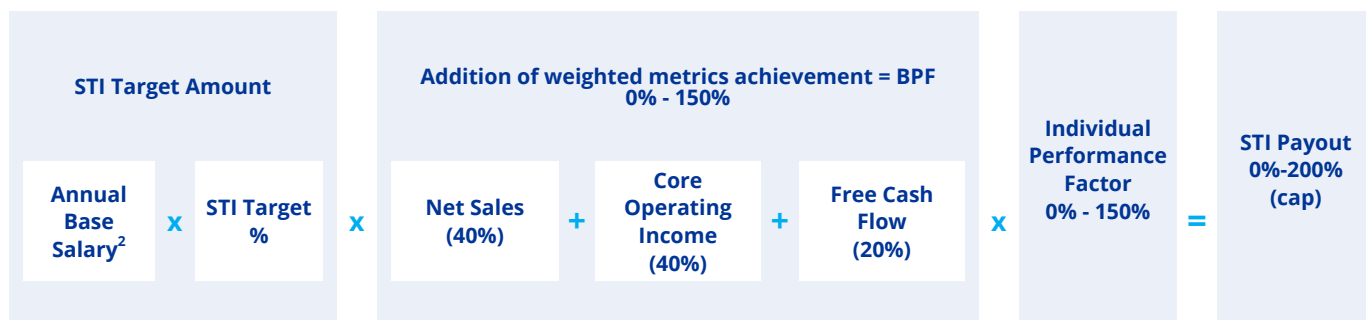 STI Target Amount
Annual
Base
Salary2
x
STI Target
%
x
Addition of weighted metrics achievement = BPF
0% - 150%
Net Sales
(40%)
+
Core
Operating
Income
(40%)
+
Free Cash
Flow
(20%)
x
Individual
Performance
Factor
0% - 150%
=
STI Payout
0%-200%
(cap)